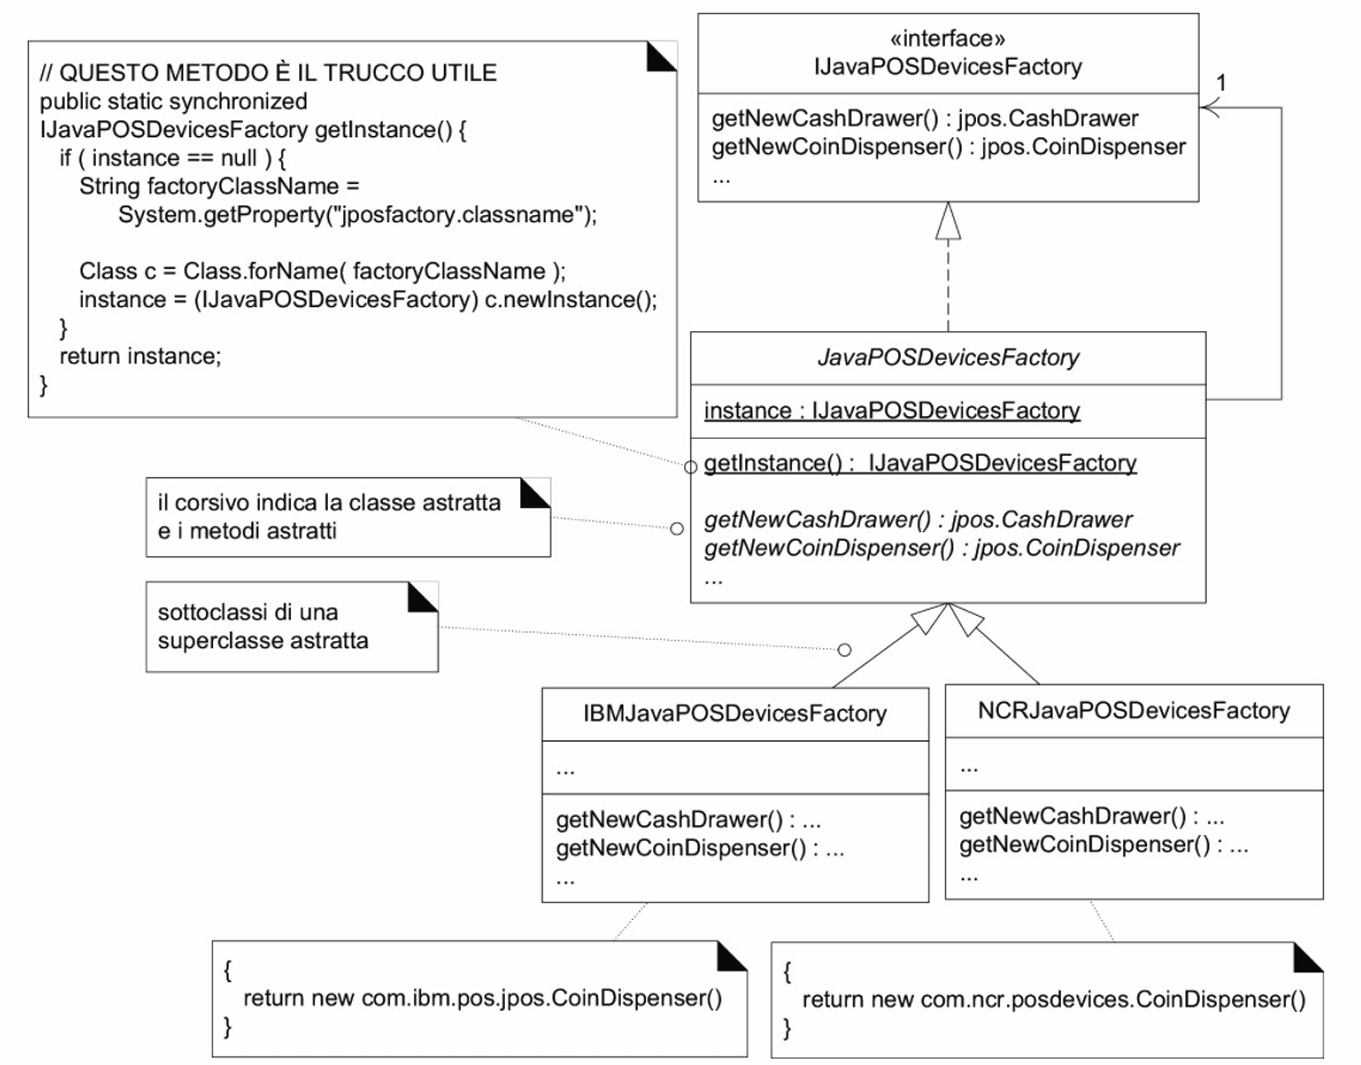 // QUESTO METODO È IL TRUCCO UTILE
public static synchronized
IJavaPOSDevicesFactory getInstance() {
if ( instance == null ) {
String factoryClassName =
System.getProperty("jposfactory.classname");
Class c = Class.forName( factoryClassName );
instance = (IJavaPOSDevicesFactory) c.newInstance();
}
return instance;
}
«interface»
IJavaPOSDevicesFactory
getNewCashDrawer() : jpos.CashDrawer
getNewCoinDispenser() : jpos.CoinDispenser
...
1
JavaPOSDevicesFactory
instance : IJavaPOSDevicesFactory
getInstance() : IJavaPOSDevicesFactory
getNewCashDrawer() : jpos.CashDrawer
getNewCoinDispenser() : jpos.CoinDispenser
...
il corsivo indica la classe astratta
e i metodi astratti
sottoclassi di una
superclasse astratta
IBMJavaPOSDevicesFactory
...
getNewCashDrawer() : ...
getNewCoinDispenser() : ...
...
NCRJavaPOSDevicesFactory
...
getNewCashDrawer() : ...
getNewCoinDispenser() : ...
...
{
return new com.ibm.pos.jpos.CoinDispenser()
}
{
return new com.ncr.posdevices.CoinDispenser()
}